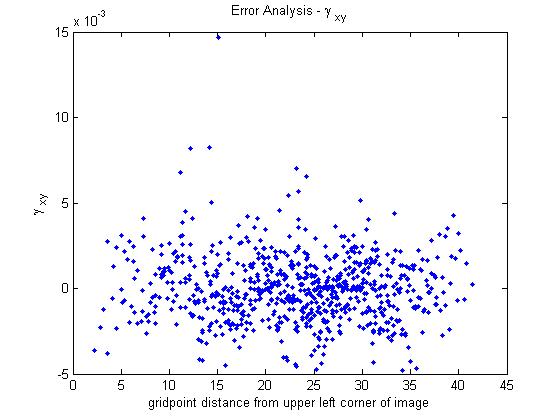 Error Analysis - γ xy
x 10-3
15
10
5
0
-5
γ xy
0 5 10 15 20 25 30 35 40 45
gridpoint distance from upper left corner of image